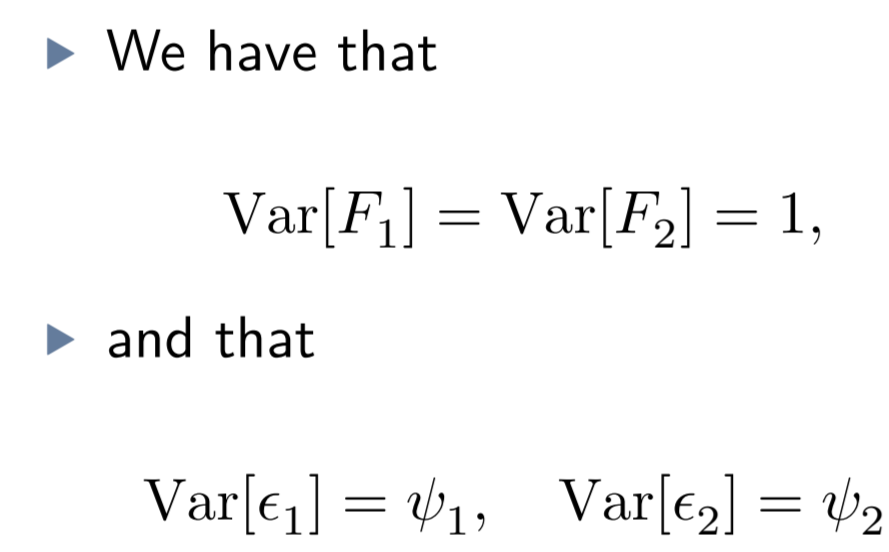 ▶ We have that
Var[F₁] = Var[F₂] = 1,
▶ and that
Var[ϵ₁] = ψ₁, Var[ϵ₂] = ψ₂